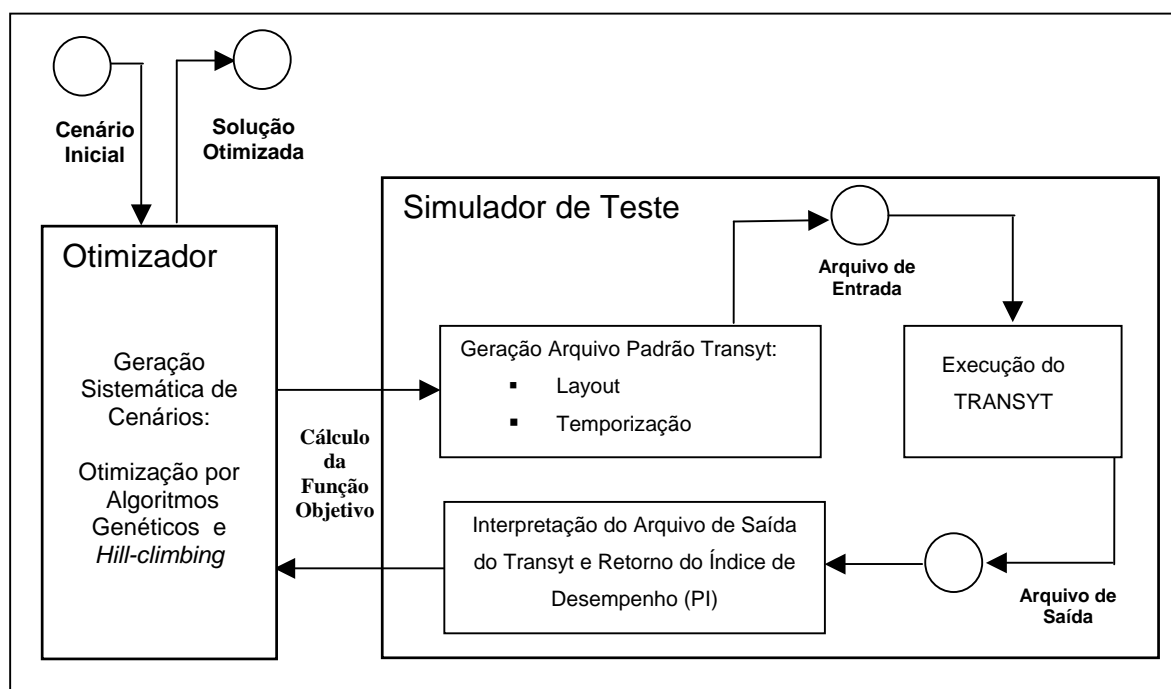 Cenário
Inicial
Solução
Otimizada
Otimizador
Geração
Sistemática de
Cenários:
Otimização por
Algoritmos
Genéticos e
Hill-climbing
Cálculo
da
Função
Objetivo
Simulador de Teste
Geração Arquivo Padrão Transyt:
▪ Layout
▪ Temporização
Arquivo de
Entrada
Execução do
TRANSYT
Arquivo de
Saída
Interpretação do Arquivo de Saída
do Transyt e Retorno do Índice de
Desempenho (PI)